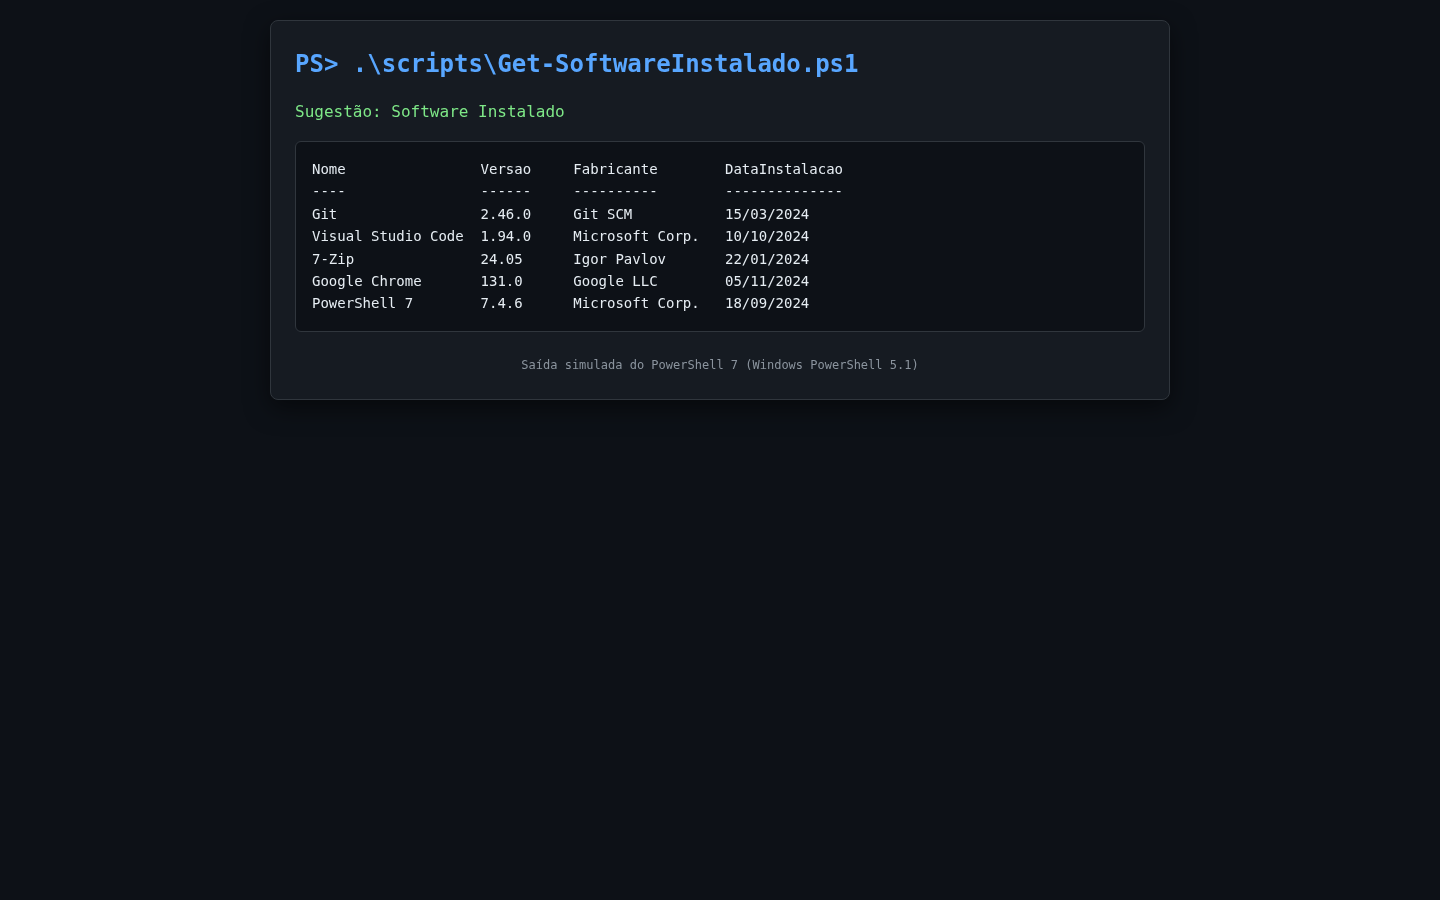 PS> .\scripts\Get-SoftwareInstalado.ps1
Sugestão: Software Instalado
Nome                Versao     Fabricante        DataInstalacao
----                ------     ----------        --------------
Git                 2.46.0     Git SCM           15/03/2024
Visual Studio Code  1.94.0     Microsoft Corp.   10/10/2024
7-Zip               24.05      Igor Pavlov       22/01/2024
Google Chrome       131.0      Google LLC        05/11/2024
PowerShell 7        7.4.6      Microsoft Corp.   18/09/2024
Saída simulada do PowerShell 7 (Windows PowerShell 5.1)